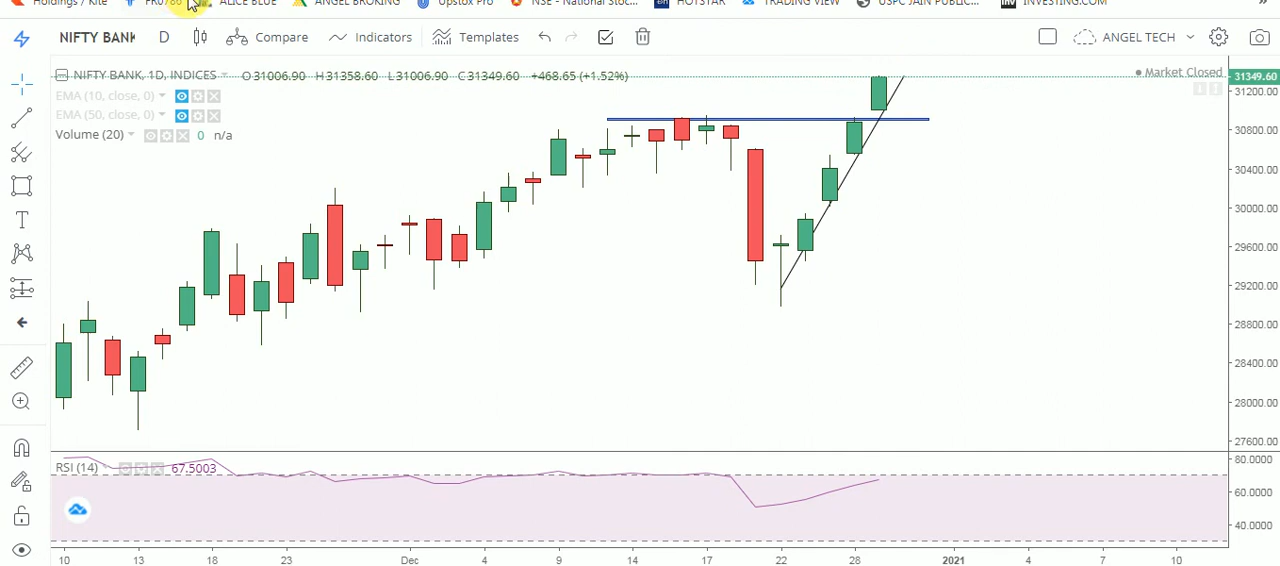 Holdings / Kite FR0786 ALICE BLUE ANGEL BROKING Upstox Pro NSE - National Stoc... HOTSTAR TRADING VIEW USPC JAIN PUBLIC... INVESTING.COM »
NIFTY BANK D Compare Indicators Templates ANGEL TECH
NIFTY BANK, 1D, INDICES O31006.90 H31358.60 L31006.90 C31349.60 +468.65 (+1.52%) Market Closed 31349.60
31200.00
EMA (10, close, 0)
EMA (50, close, 0)
Volume (20) 0 n/a
30800.00
30400.00
30000.00
29600.00
29200.00
28800.00
28400.00
28000.00
27600.00
RSI (14) 67.5003 80.0000
60.0000
40.0000
10 13 18 23 Dec 4 9 14 17 22 28 2021 4 7 10